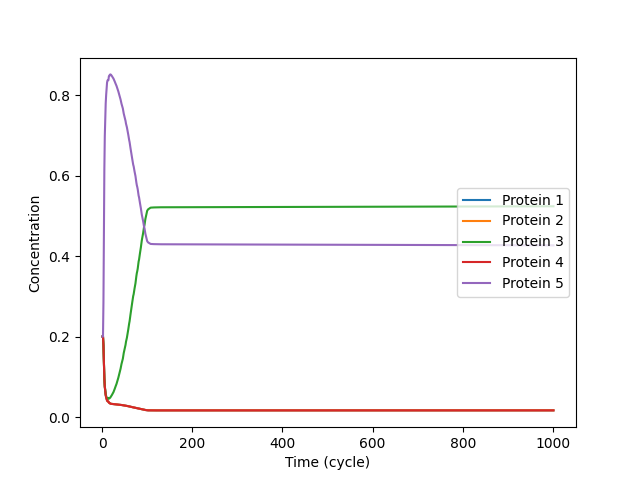 0.8
0.6
0.4
0.2
0.0
Concentration
0
200
400
600
800
1000
Time (cycle)
Protein 1
Protein 2
Protein 3
Protein 4
Protein 5